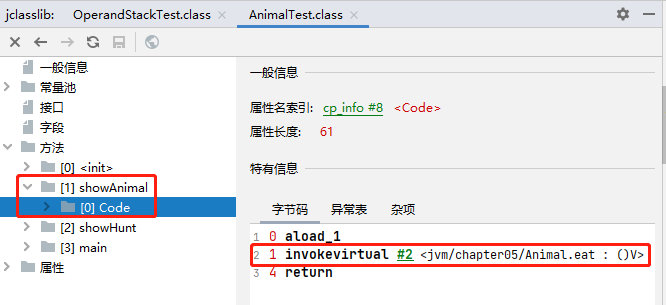 jclasslib: OperandStackTest.class AnimalTest.class
一般信息
常量池
接口
字段
方法
[0] <init>
[1] showAnimal
[0] Code
[2] showHunt
[3] main
属性
一般信息
属性名索引: cp_info #8 <Code>
属性长度: 61
特有信息
字节码 异常表 杂项
1 0 aload_1
2 1 invokevirtual #2 <jvm/chapter05/Animal.eat : ()V>
3 4 return